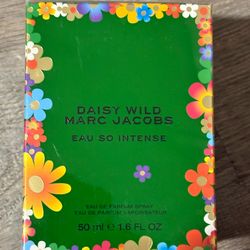 DAISY WILD
MARC JACOBS
EAU SO INTENSE
EAU DE PARFUM SPRAY
EAU DE PARFUM VAPORISATEUR
50 ml e 1.6 FL OZ